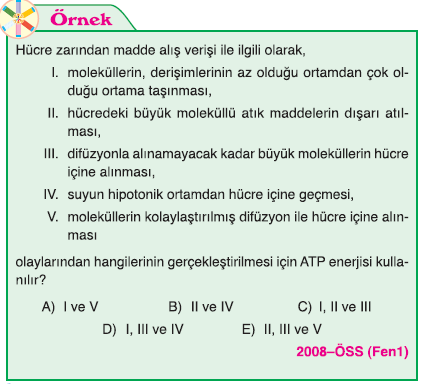 Örnek
Hücre zarından madde alış verişi ile ilgili olarak,
I. moleküllerin, derişimlerinin az olduğu ortamdan çok ol-
duğu ortama taşınması,
II. hücredeki büyük moleküllü atık maddelerin dışarı atıl-
ması,
III. difüzyonla alınamayacak kadar büyük moleküllerin hücre
içine alınması,
IV. suyun hipotonik ortamdan hücre içine geçmesi,
V. moleküllerin kolaylaştırılmış difüzyon ile hücre içine alın-
ması
olaylarından hangilerinin gerçekleştirilmesi için ATP enerjisi kulla-
nılır?
A) I ve V B) II ve IV C) I, II ve III
D) I, III ve IV E) II, III ve V
2008–ÖSS (Fen1)